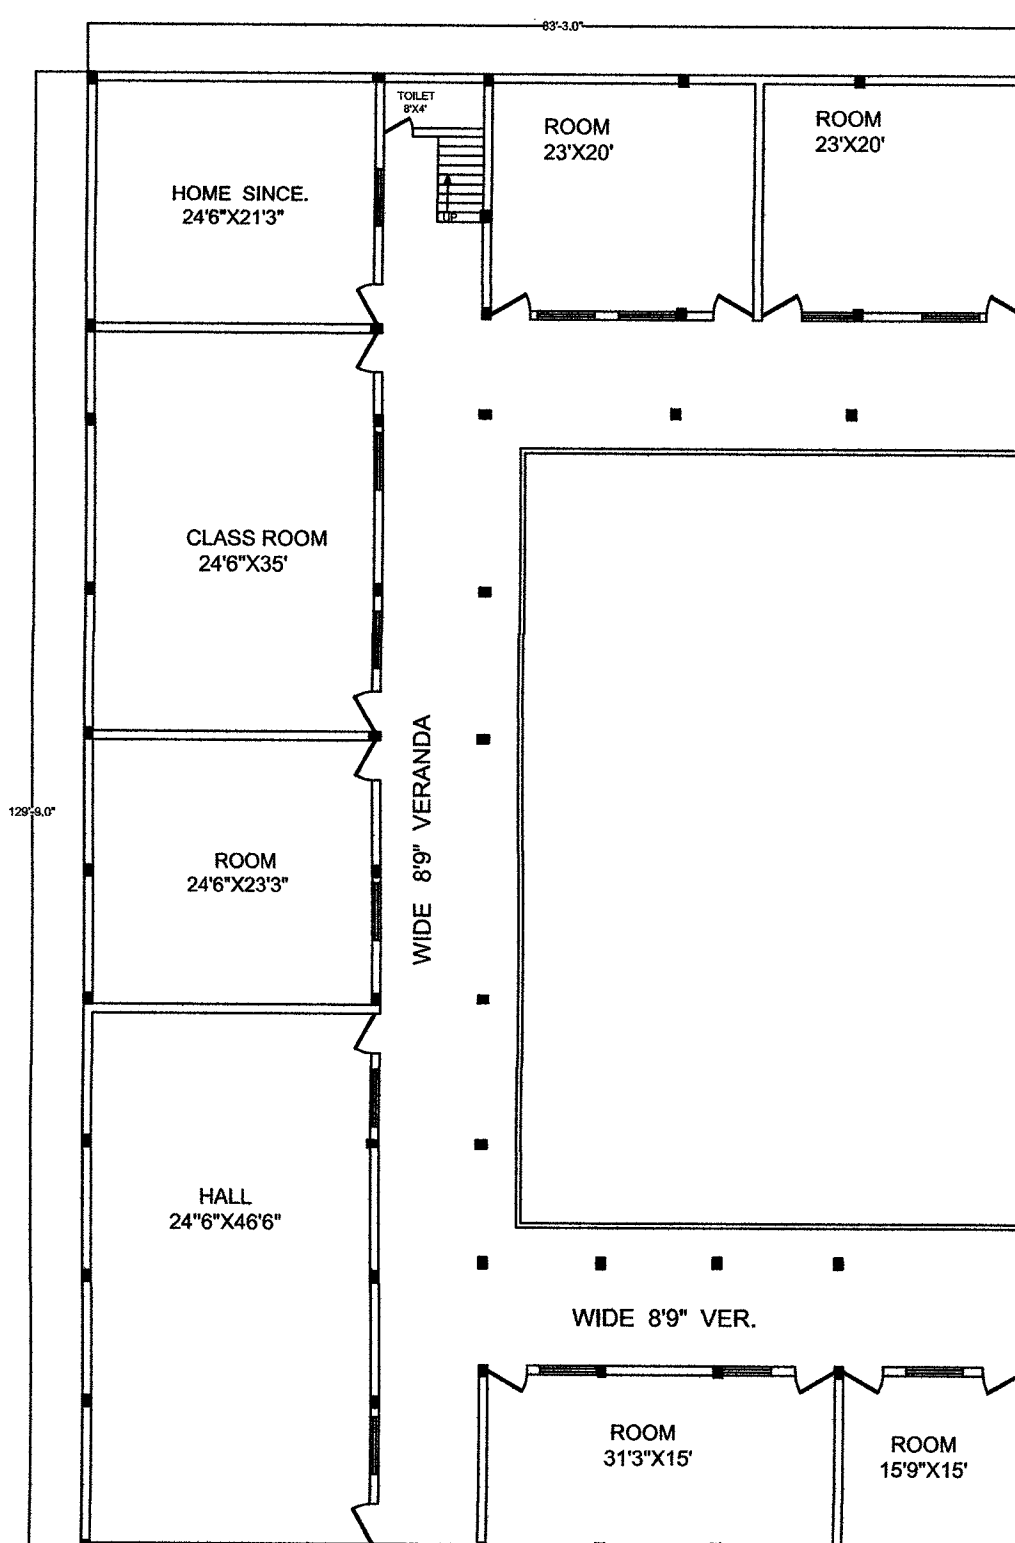 83'-3.0"
TOILET
8'X4'
ROOM
23'X20'
ROOM
23'X20'
HOME SINCE.
24'6"X21'3"
UP
CLASS ROOM
24'6"X35'
WIDE 8'9" VERANDA
129'-9.0"
ROOM
24'6"X23'3"
HALL
24"6"X46'6"
WIDE 8'9" VER.
ROOM
31'3"X15'
ROOM
15'9"X15'